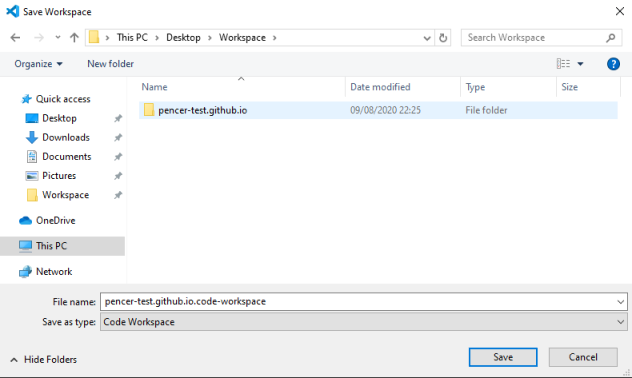 Save Workspace
This PC > Desktop > Workspace >
Search Workspace
Organize
New folder
Name
Date modified
Type
Size
pencer-test.github.io
09/08/2020 22:25
File folder
Quick access
Desktop
Downloads
Documents
Pictures
Workspace
OneDrive
This PC
Network
File name: pencer-test.github.io.code-workspace
Save as type: Code Workspace
Hide Folders
Save
Cancel